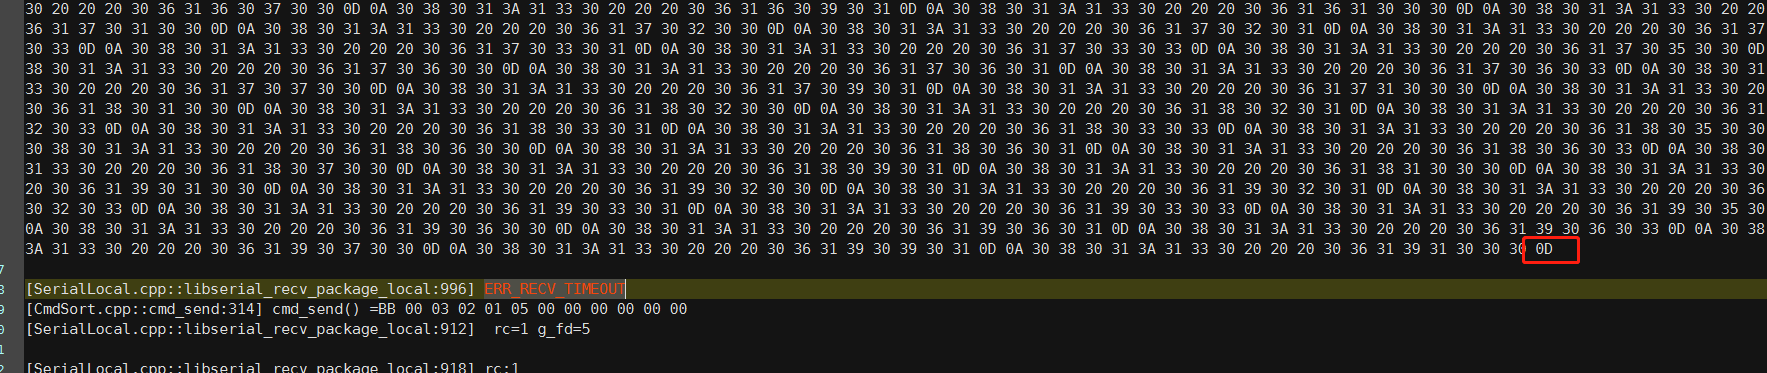 30 20 20 20 30 36 31 36 30 37 30 30 0D 0A 30 38 30 31 3A 31 33 30 20 20 20 30 36 31 36 30 39 30 31 0D 0A 30 38 30 31 3A 31 33 30 20 20 20 30 36 31 36 31 30 30 30 0D 0A 30 38 30 31 3A 31 33 30 20 20
36 31 37 30 31 30 30 0D 0A 30 38 30 31 3A 31 33 30 20 20 20 30 36 31 37 30 32 30 30 0D 0A 30 38 30 31 3A 31 33 30 20 20 20 30 36 31 37 30 32 30 31 0D 0A 30 38 30 31 3A 31 33 30 20 20 20 30 36 31 37
30 33 0D 0A 30 38 30 31 3A 31 33 30 20 20 20 30 36 31 37 30 33 30 31 0D 0A 30 38 30 31 3A 31 33 30 20 20 20 30 36 31 37 30 33 30 33 0D 0A 30 38 30 31 3A 31 33 30 20 20 20 30 36 31 37 30 35 30 30 0D
38 30 31 3A 31 33 30 20 20 20 30 36 31 37 30 36 30 30 0D 0A 30 38 30 31 3A 31 33 30 20 20 20 30 36 31 37 30 36 30 31 0D 0A 30 38 30 31 3A 31 33 30 20 20 20 30 36 31 37 30 36 30 33 0D 0A 30 38 30 31
33 30 20 20 20 30 36 31 37 30 37 30 30 0D 0A 30 38 30 31 3A 31 33 30 20 20 20 30 36 31 37 30 39 30 31 0D 0A 30 38 30 31 3A 31 33 30 20 20 20 30 36 31 37 31 30 30 30 0D 0A 30 38 30 31 3A 31 33 30 20
30 36 31 38 30 31 30 30 0D 0A 30 38 30 31 3A 31 33 30 20 20 20 30 36 31 38 30 32 30 30 0D 0A 30 38 30 31 3A 31 33 30 20 20 20 30 36 31 38 30 32 30 31 0D 0A 30 38 30 31 3A 31 33 30 20 20 20 30 36 31
32 30 33 0D 0A 30 38 30 31 3A 31 33 30 20 20 20 30 36 31 38 30 33 30 31 0D 0A 30 38 30 31 3A 31 33 30 20 20 20 30 36 31 38 30 33 30 33 0D 0A 30 38 30 31 3A 31 33 30 20 20 20 30 36 31 38 30 35 30 30
30 38 30 31 3A 31 33 30 20 20 20 30 36 31 38 30 36 30 30 0D 0A 30 38 30 31 3A 31 33 30 20 20 20 30 36 31 38 30 36 30 31 0D 0A 30 38 30 31 3A 31 33 30 20 20 20 30 36 31 38 30 36 30 33 0D 0A 30 38 30
31 33 30 20 20 20 30 36 31 38 30 37 30 30 0D 0A 30 38 30 31 3A 31 33 30 20 20 20 30 36 31 38 30 39 30 31 0D 0A 30 38 30 31 3A 31 33 30 20 20 20 30 36 31 38 31 30 30 30 0D 0A 30 38 30 31 3A 31 33 30
20 30 36 31 39 30 31 30 30 0D 0A 30 38 30 31 3A 31 33 30 20 20 20 30 36 31 39 30 32 30 30 0D 0A 30 38 30 31 3A 31 33 30 20 20 20 30 36 31 39 30 32 30 31 0D 0A 30 38 30 31 3A 31 33 30 20 20 20 30 36
30 32 30 33 0D 0A 30 38 30 31 3A 31 33 30 20 20 20 30 36 31 39 30 33 30 31 0D 0A 30 38 30 31 3A 31 33 30 20 20 20 30 36 31 39 30 33 30 33 0D 0A 30 38 30 31 3A 31 33 30 20 20 20 30 36 31 39 30 35 30
0A 30 38 30 31 3A 31 33 30 20 20 20 30 36 31 39 30 36 30 30 0D 0A 30 38 30 31 3A 31 33 30 20 20 20 30 36 31 39 30 36 30 31 0D 0A 30 38 30 31 3A 31 33 30 20 20 20 30 36 31 39 30 36 30 33 0D 0A 30 38
3A 31 33 30 20 20 20 30 36 31 39 30 37 30 30 0D 0A 30 38 30 31 3A 31 33 30 20 20 20 30 36 31 39 30 39 30 31 0D 0A 30 38 30 31 3A 31 33 30 20 20 20 30 36 31 39 31 30 30 30 0D
[SerialLocal.cpp::libserial_recv_package_local:996] ERR_RECV_TIMEOUT
[CmdSort.cpp::cmd_send:314] cmd_send() =BB 00 03 02 01 05 00 00 00 00 00 00
[SerialLocal.cpp::libserial_recv_package_local:912] rc=1 g_fd=5
[SerialLocal.cpp::libserial_recv_package_local:918] rc:1